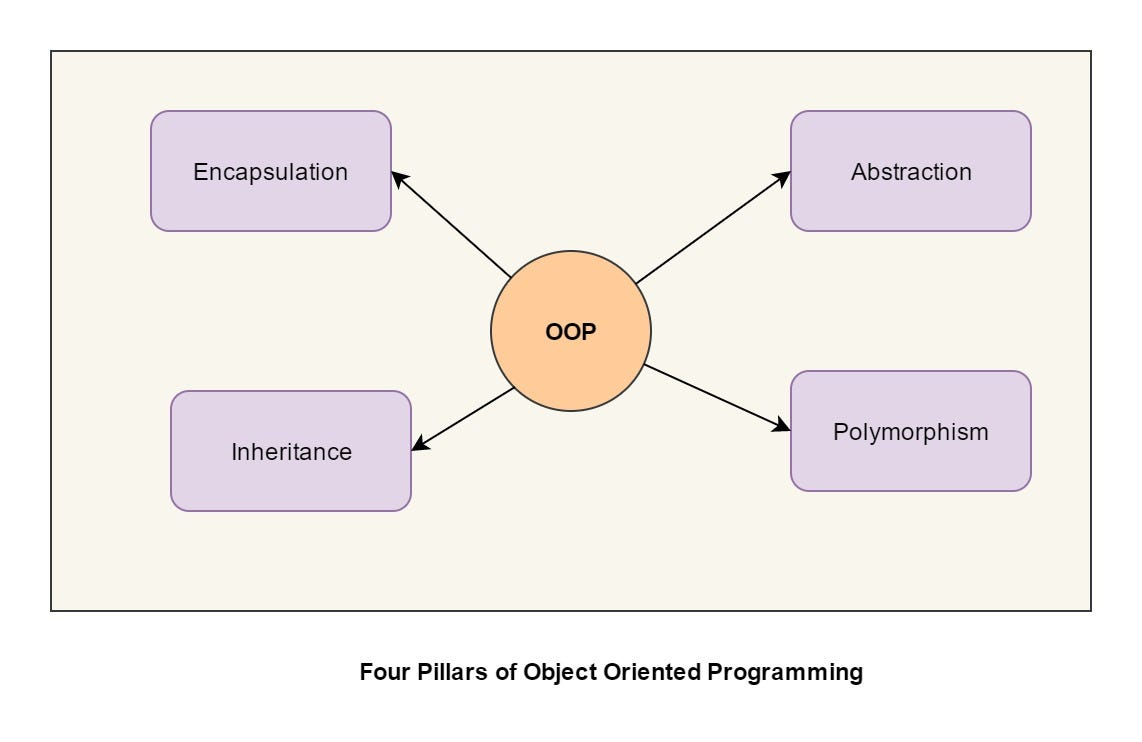 Encapsulation
Abstraction
OOP
Inheritance
Polymorphism
Four Pillars of Object Oriented Programming